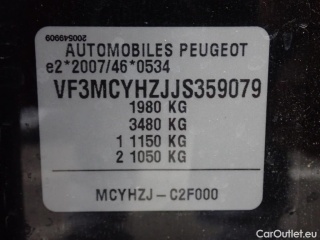 200549909
AUTOMOBILES PEUGEOT
e2*2007/46*0534
VF3MCYHZJJS359079
1980 KG
3480 KG
1 1150 KG
2 1050 KG
MCYHZJ-C2F000
CarOutlet.eu